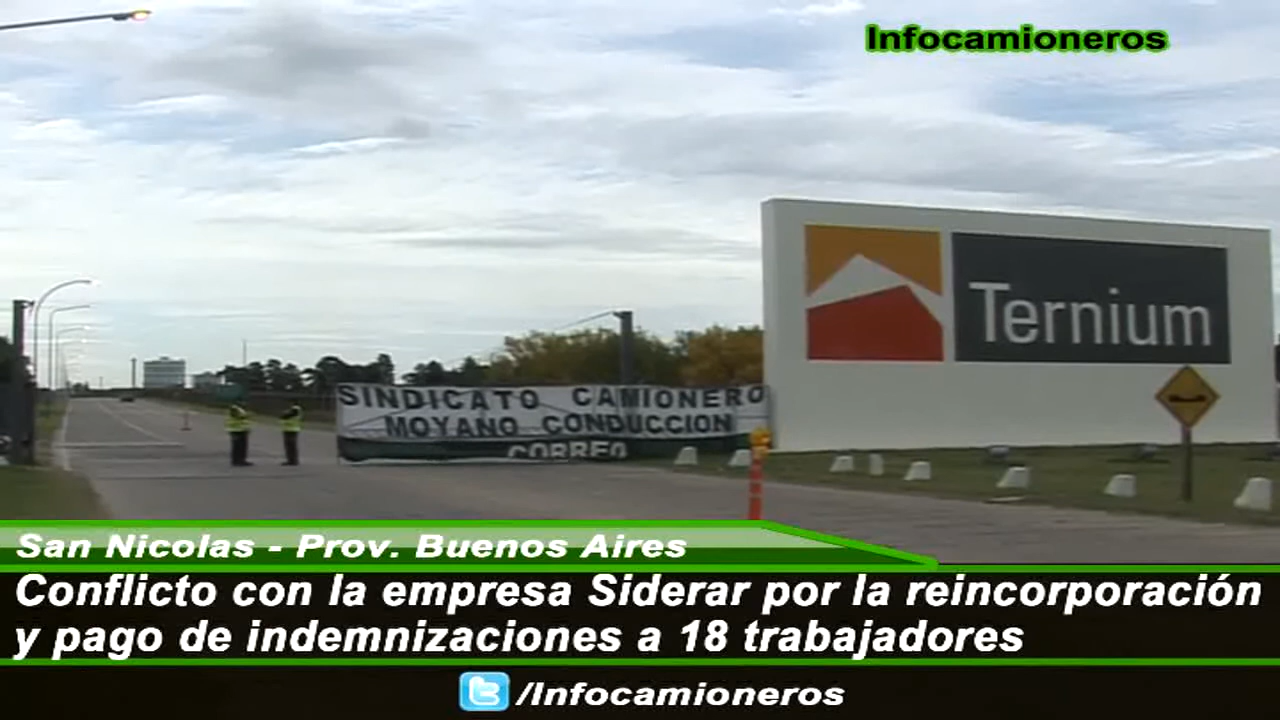 Infocamioneros
Ternium
SINDICATO CAMIONERO
MOYANO CONDUCCION
CORREO
San Nicolas - Prov. Buenos Aires
Conflicto con la empresa Siderar por la reincorporación
y pago de indemnizaciones a 18 trabajadores
/Infocamioneros